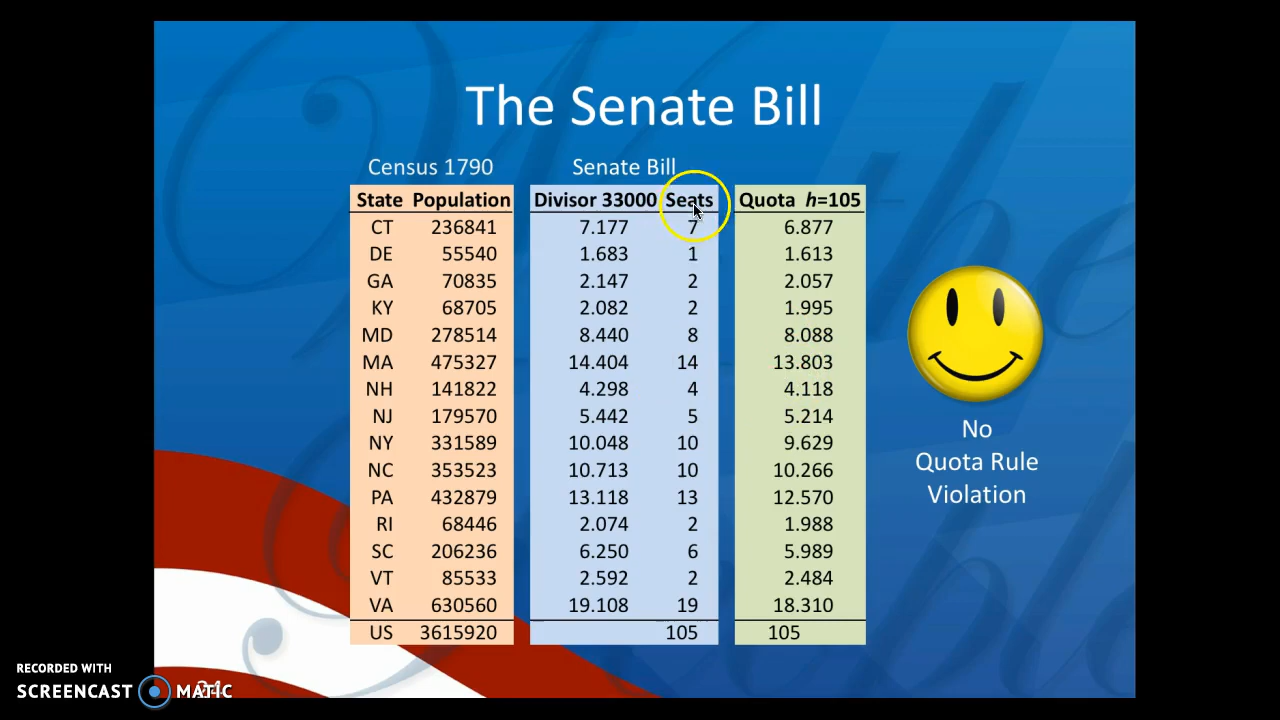 The Senate Bill
Census 1790 Senate Bill
State Population Divisor 33000 Seats Quota h=105
CT 236841 7.177 7 6.877
DE 55540 1.683 1 1.613
GA 70835 2.147 2 2.057
KY 68705 2.082 2 1.995
MD 278514 8.440 8 8.088
MA 475327 14.404 14 13.803
NH 141822 4.298 4 4.118
NJ 179570 5.442 5 5.214
NY 331589 10.048 10 9.629
NC 353523 10.713 10 10.266
PA 432879 13.118 13 12.570
RI 68446 2.074 2 1.988
SC 206236 6.250 6 5.989
VT 85533 2.592 2 2.484
VA 630560 19.108 19 18.310
US 3615920 105 105
No
Quota Rule
Violation
RECORDED WITH
SCREENCAST MATIC